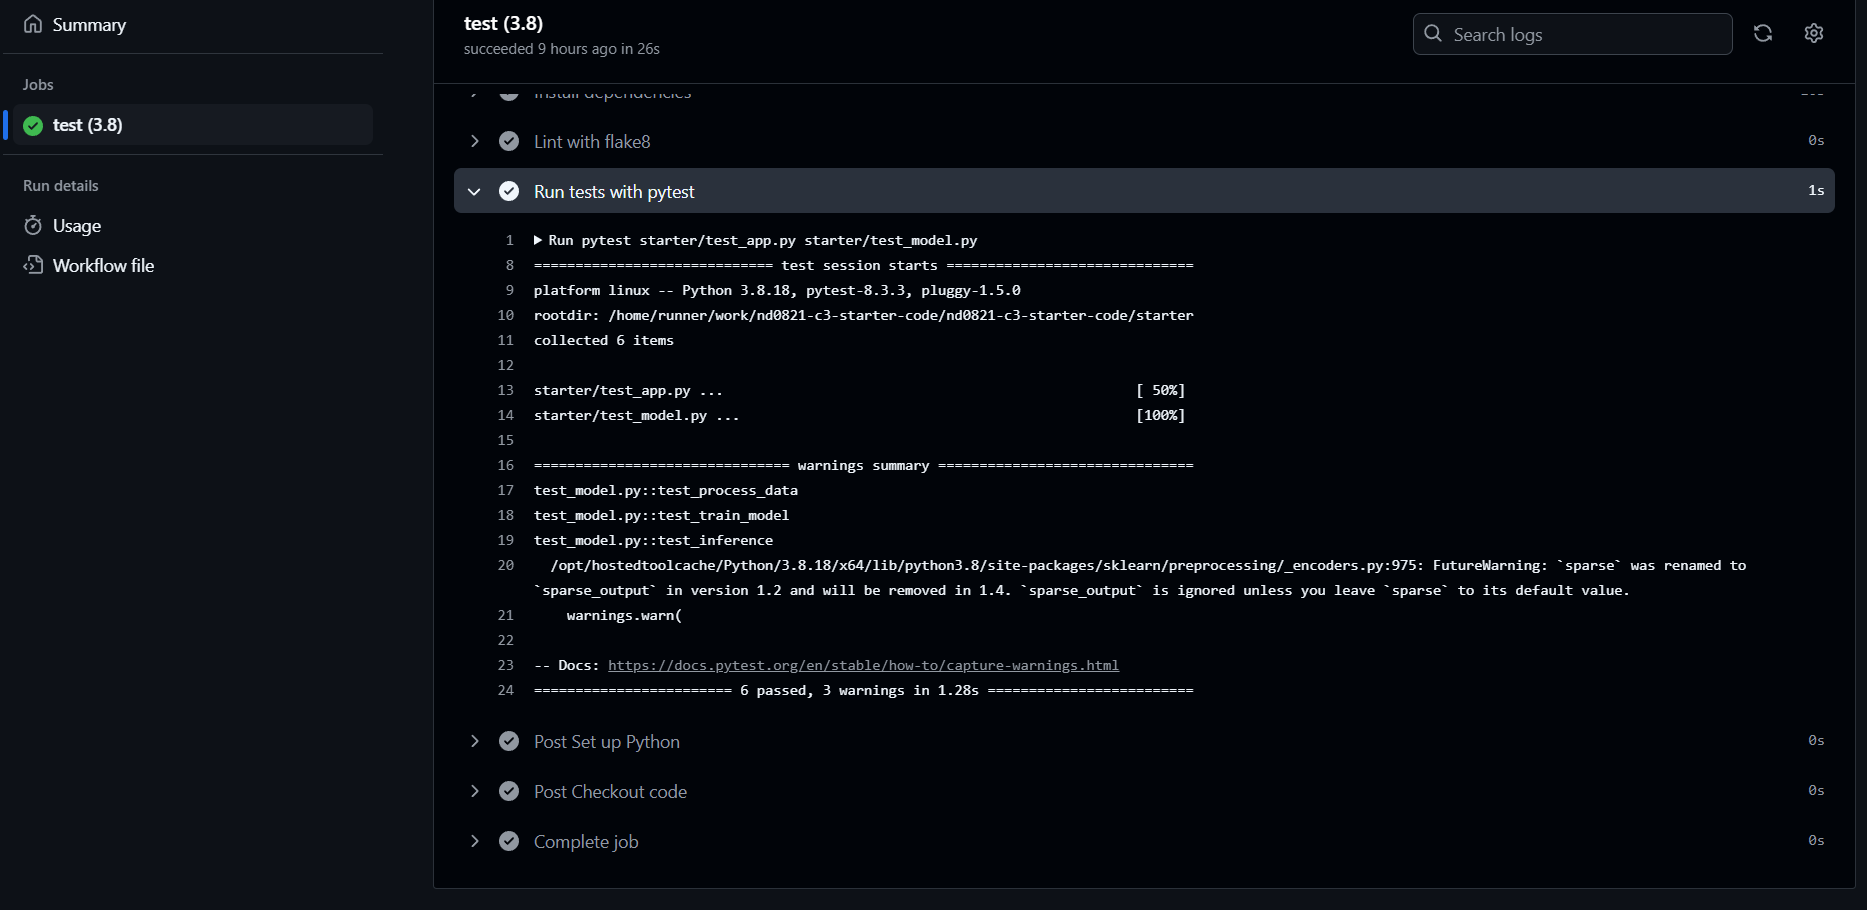 Summary
Jobs
test (3.8)
Run details
Usage
Workflow file
test (3.8)
succeeded 9 hours ago in 26s
Search logs
Install dependencies
Lint with flake8 0s
Run tests with pytest 1s
1 Run pytest starter/test_app.py starter/test_model.py
8 ============================= test session starts ==============================
9 platform linux -- Python 3.8.18, pytest-8.3.3, pluggy-1.5.0
10 rootdir: /home/runner/work/nd0821-c3-starter-code/nd0821-c3-starter-code/starter
11 collected 6 items
12
13 starter/test_app.py ... [ 50%]
14 starter/test_model.py ... [100%]
15
16 =============================== warnings summary ===============================
17 test_model.py::test_process_data
18 test_model.py::test_train_model
19 test_model.py::test_inference
20 /opt/hostedtoolcache/Python/3.8.18/x64/lib/python3.8/site-packages/sklearn/preprocessing/_encoders.py:975: FutureWarning: `sparse` was renamed to
`sparse_output` in version 1.2 and will be removed in 1.4. `sparse_output` is ignored unless you leave `sparse` to its default value.
21 warnings.warn(
22
23 -- Docs: https://docs.pytest.org/en/stable/how-to/capture-warnings.html
24 ======================== 6 passed, 3 warnings in 1.28s =========================
Post Set up Python 0s
Post Checkout code 0s
Complete job 0s